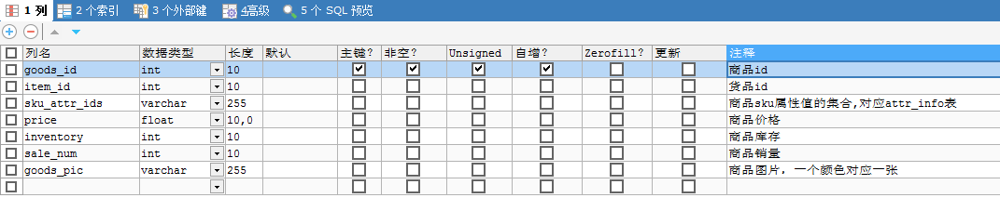 1 列 2 个索引 3 个外部键 4高级 5 个 SQL 预览
列名 数据类型 长度 默认 主键? 非空? Unsigned 自增? Zerofill? 更新 注释
goods_id int 10 商品id
item_id int 10 货品id
sku_attr_ids varchar 255 商品sku属性值的集合,对应attr_info表
price float 10,0 商品价格
inventory int 10 商品库存
sale_num int 10 商品销量
goods_pic varchar 255 商品图片, 一个颜色对应一张